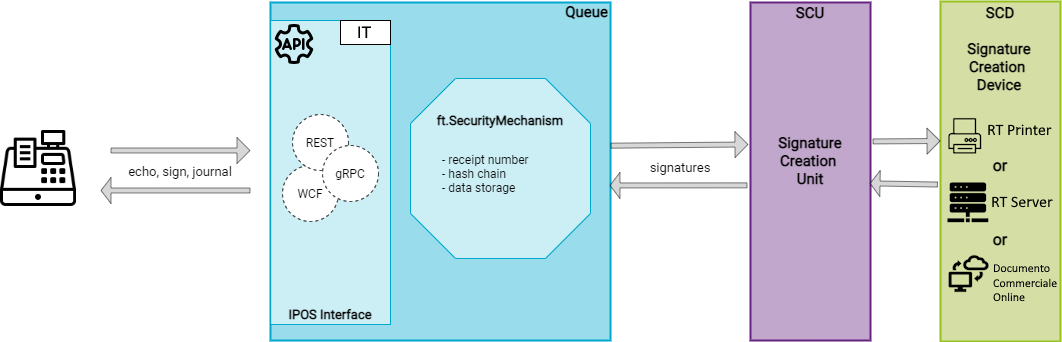 Queue
API
IT
REST
gRPC
WCF
IPOS Interface
echo, sign, journal
ft.SecurityMechanism
- receipt number
- hash chain
- data storage
signatures
SCU
Signature
Creation
Unit
SCD
Signature
Creation
Device
RT Printer
or
RT Server
or
Documento
Commerciale
Online